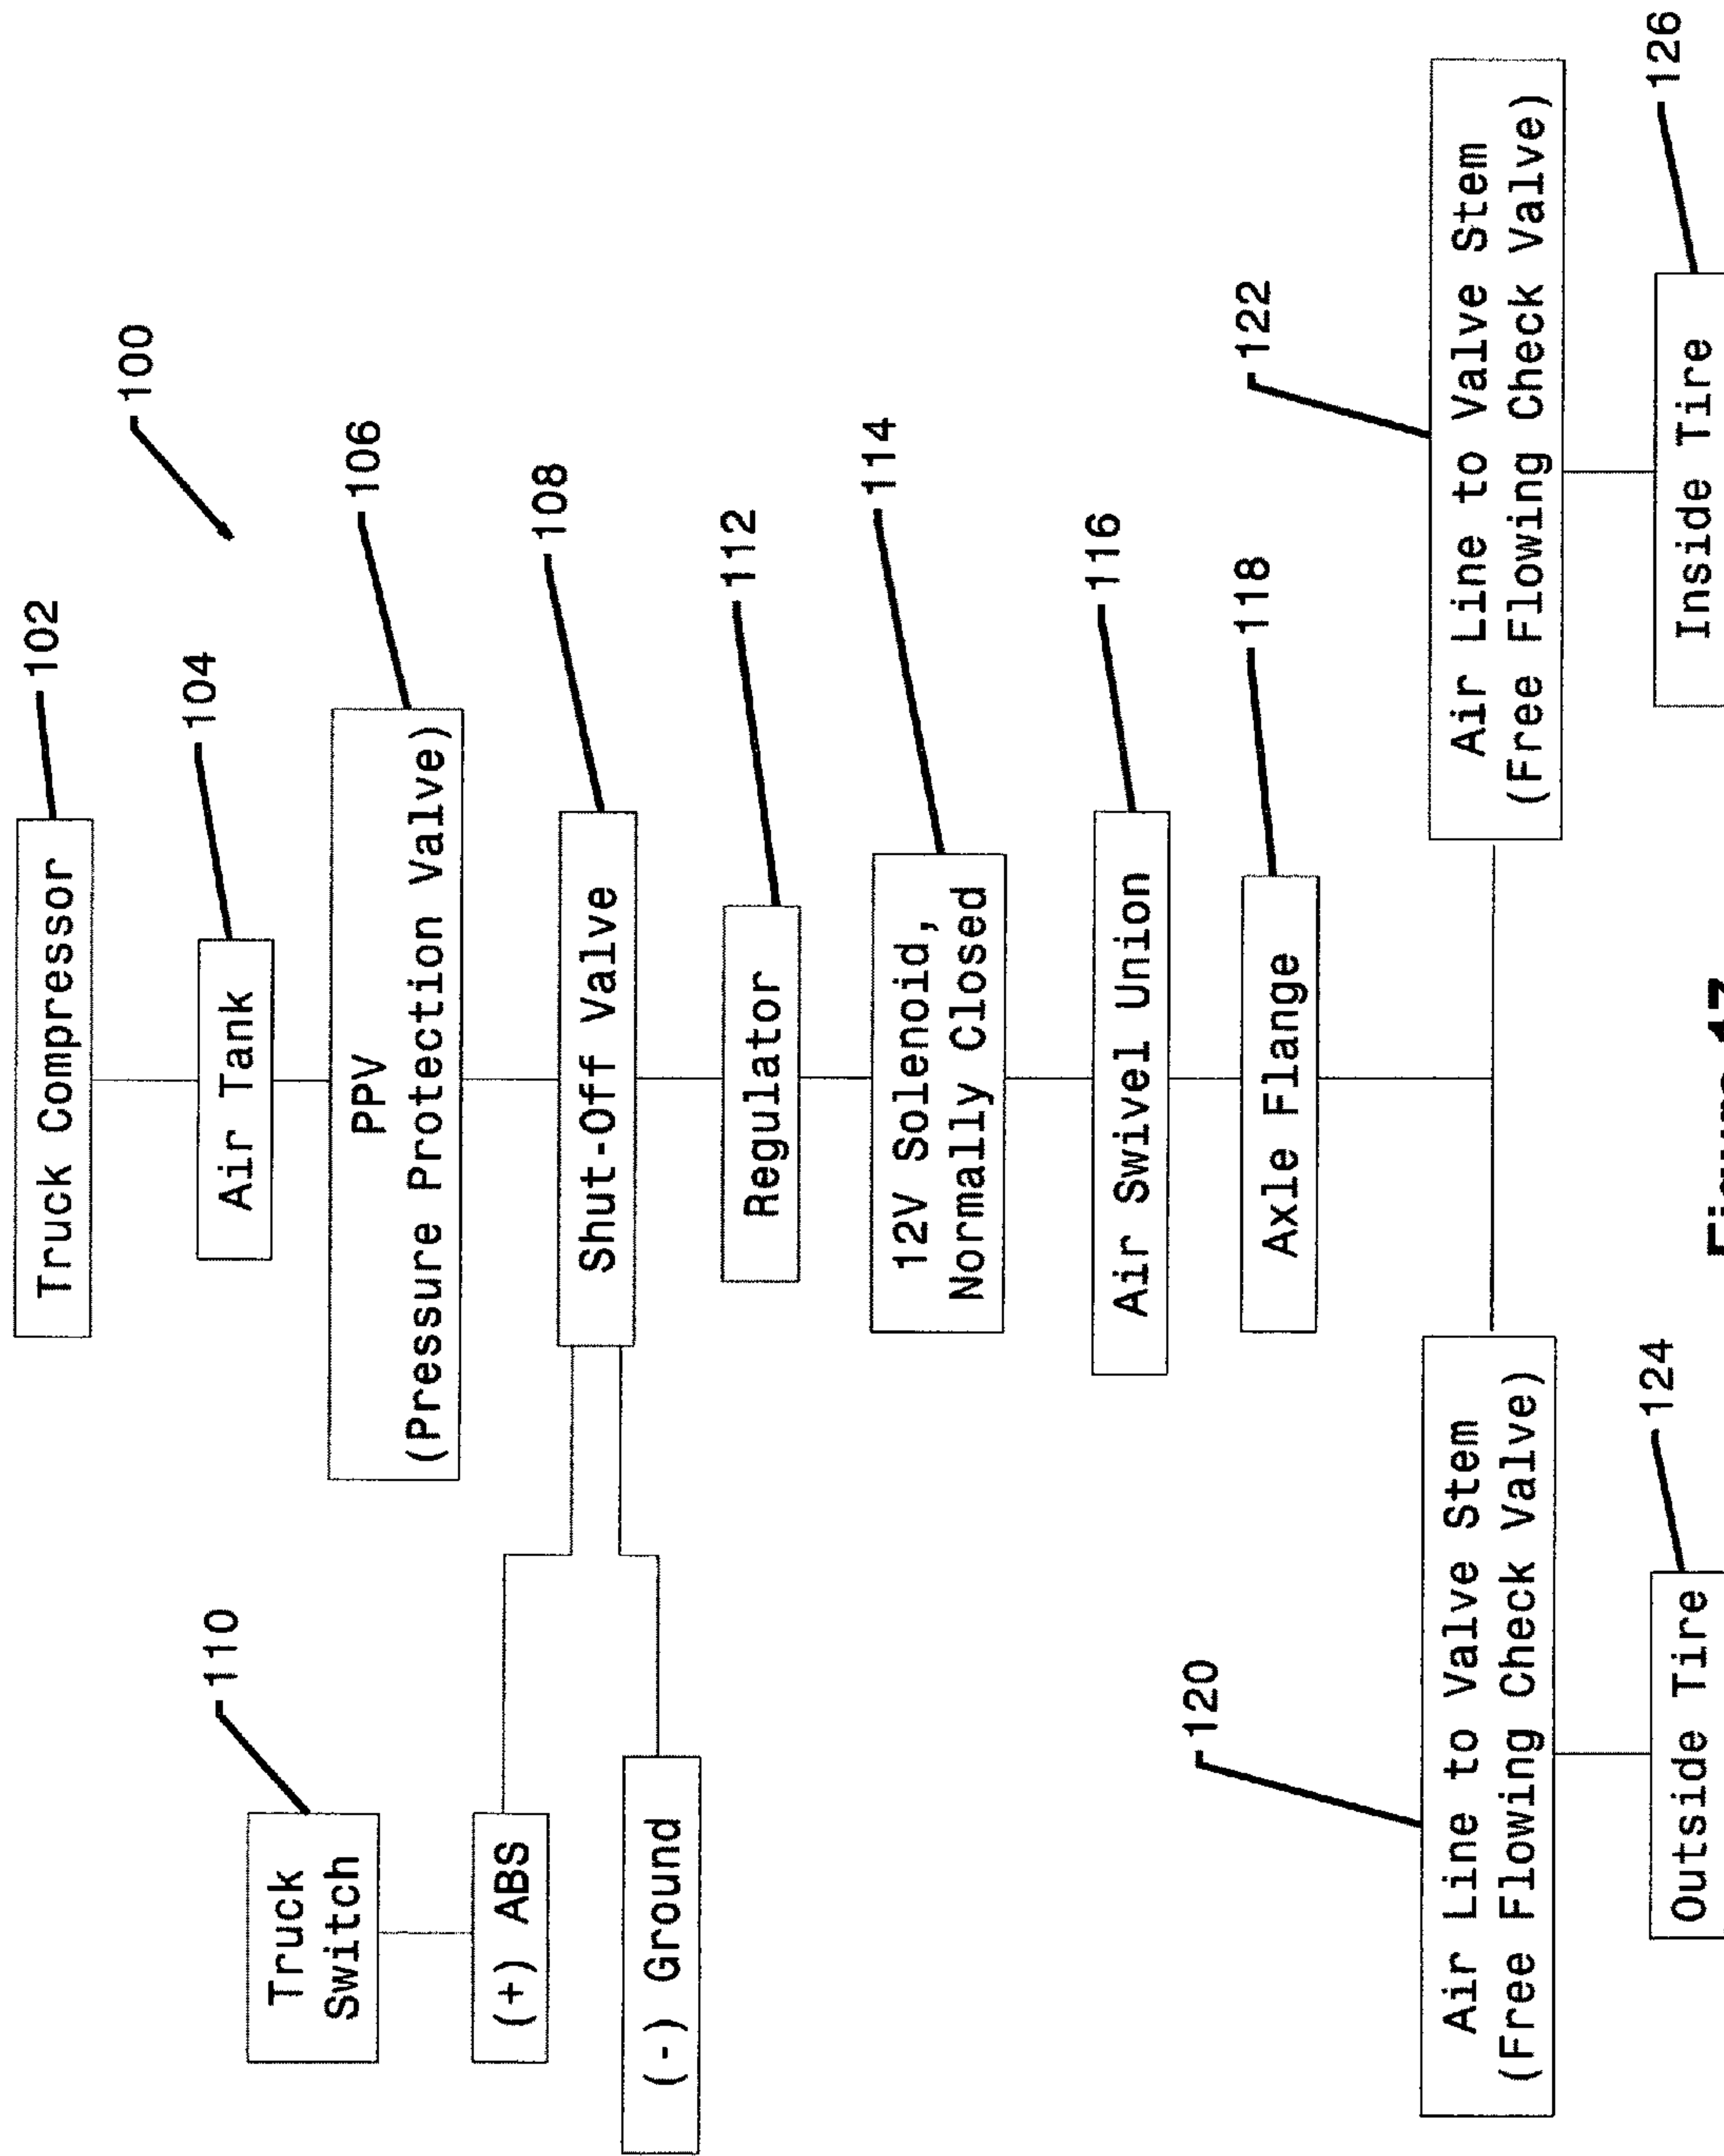 100
Truck Compressor
102
Air Tank
104
PPV
(Pressure Protection Valve)
106
Truck
Switch
110
Shut-Off Valve
108
(+) ABS
(-) Ground
Regulator
112
12V Solenoid,
Normally Closed
114
Air Swivel Union
116
Axle Flange
118
120
Air Line to Valve Stem
(Free Flowing Check Valve)
122
Air Line to Valve Stem
(Free Flowing Check Valve)
Outside Tire
124
Inside Tire
126